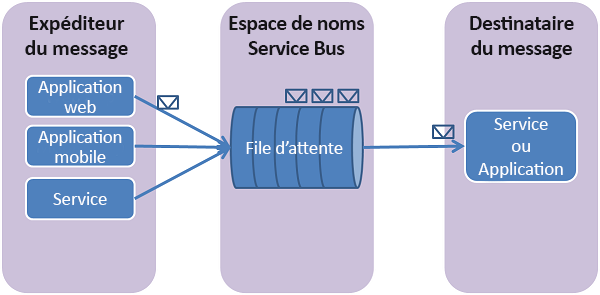 Expéditeur
du message
Application
web
Application
mobile
Service
Espace de noms
Service Bus
File d'attente
Destinataire
du message
Service
ou
Application